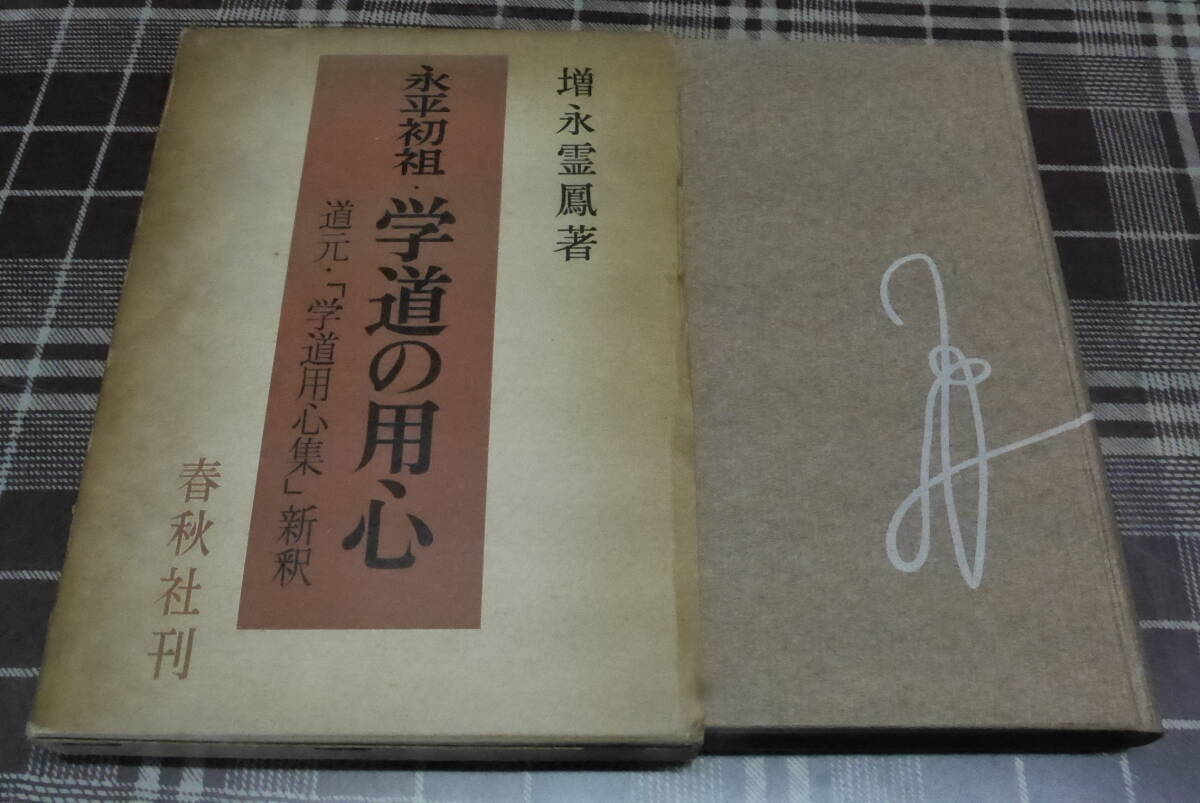 増永霊鳳著
永平初祖・学道の用心
道元・「学道用心集」新釈
春秋社刊